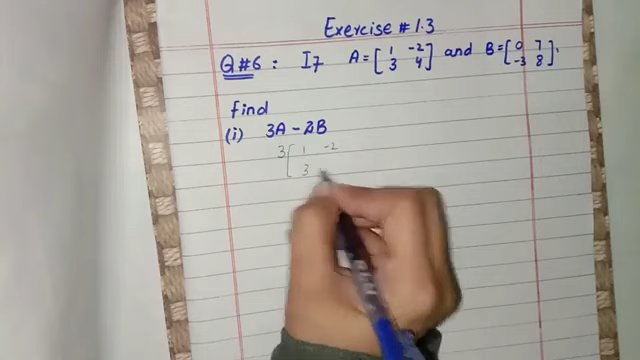 Exercise # 1.3
Q#6 : If A = [1 -2 3 4] and B = [0 7 -3 8].
find
(i) 3A - 2B
3[1 -2
3